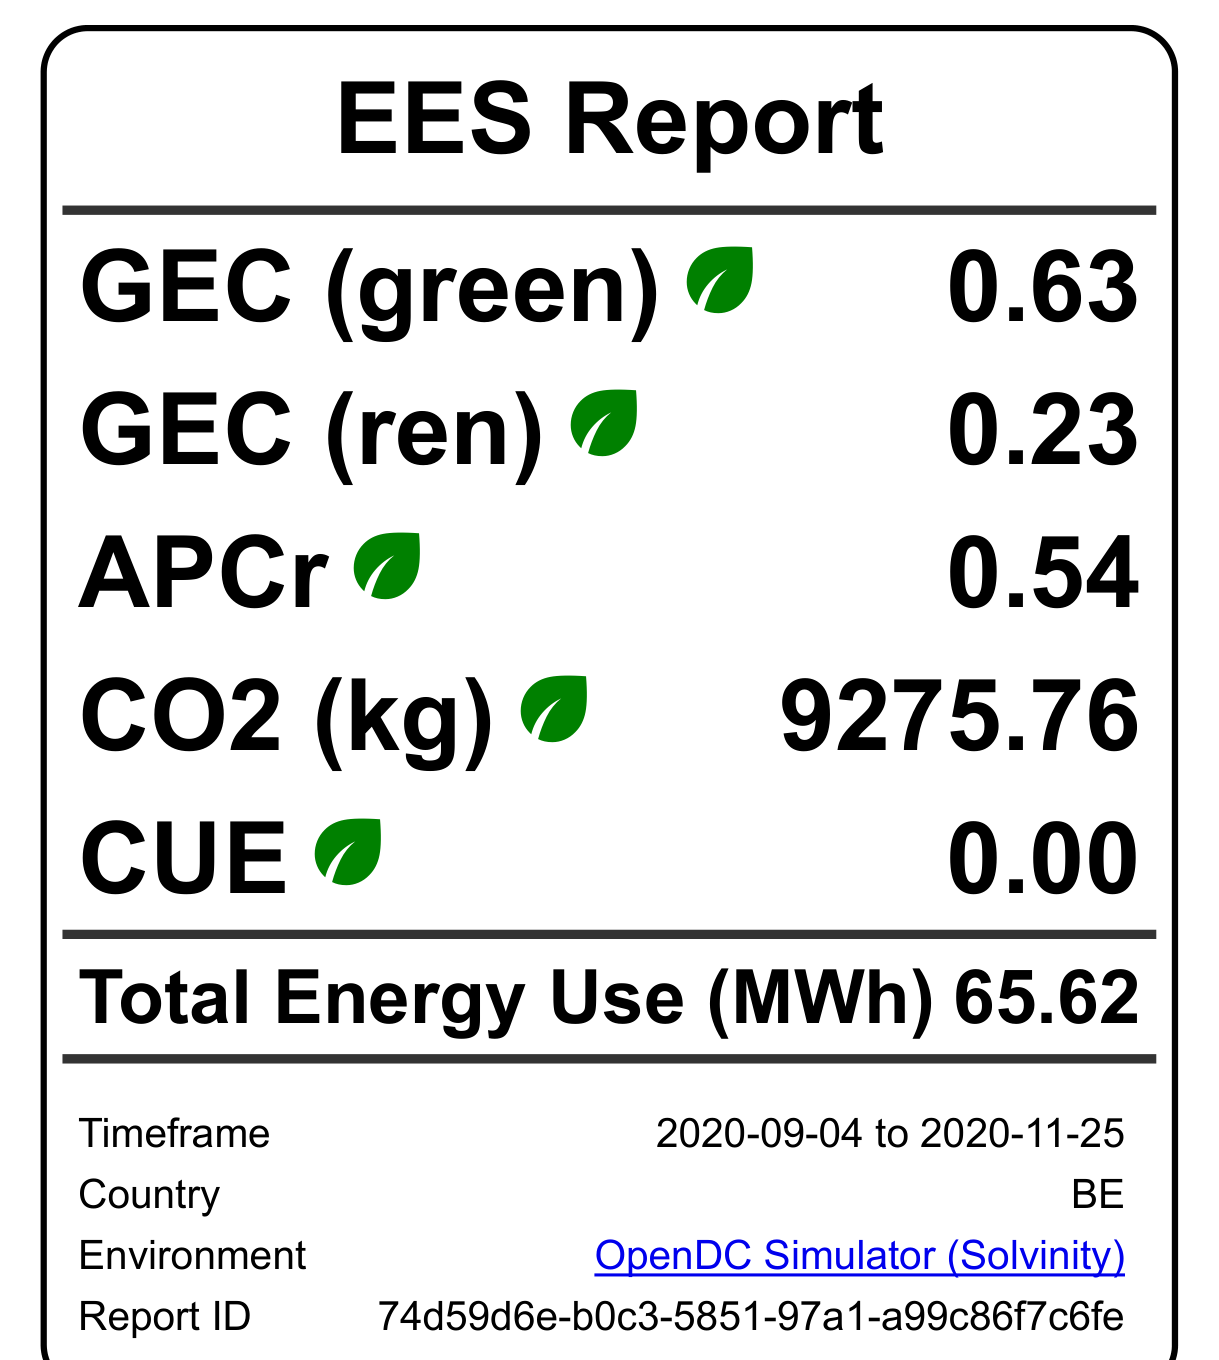 EES Report
GEC (green) 0.63
GEC (ren) 0.23
APCr 0.54
CO2 (kg) 9275.76
CUE 0.00
Total Energy Use (MWh) 65.62
Timeframe 2020-09-04 to 2020-11-25
Country BE
Environment OpenDC Simulator (Solvinity)
Report ID 74d59d6e-b0c3-5851-97a1-a99c86f7c6fe